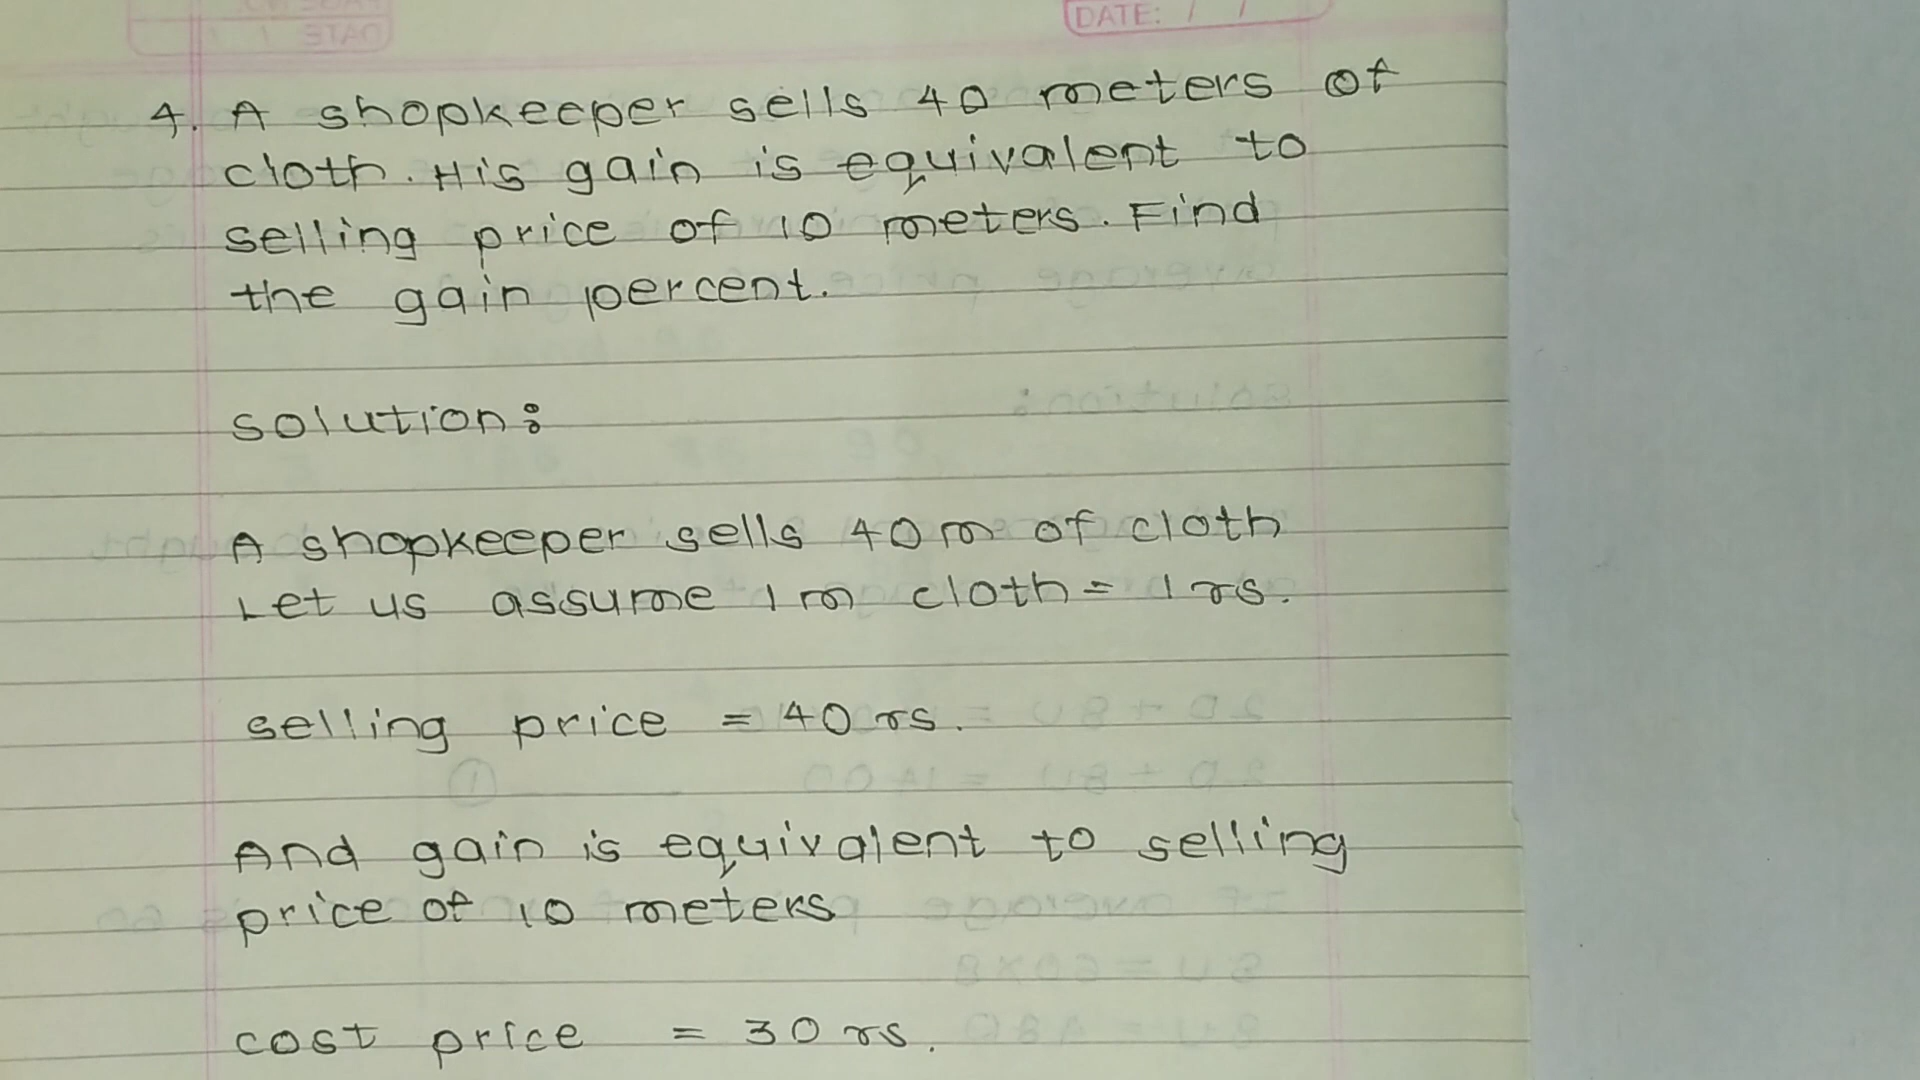 DATE: / /
4. A shopkeeper sells 40 meters of
cloth. His gain is equivalent to
selling price of 10 meters. Find
the gain percent.
solution:
A shopkeeper sells 40 m of cloth
Let us assume 1 m cloth = 1 rs.
selling price = 40 rs.
And gain is equivalent to selling
price of 10 meters
cost price = 30 rs.